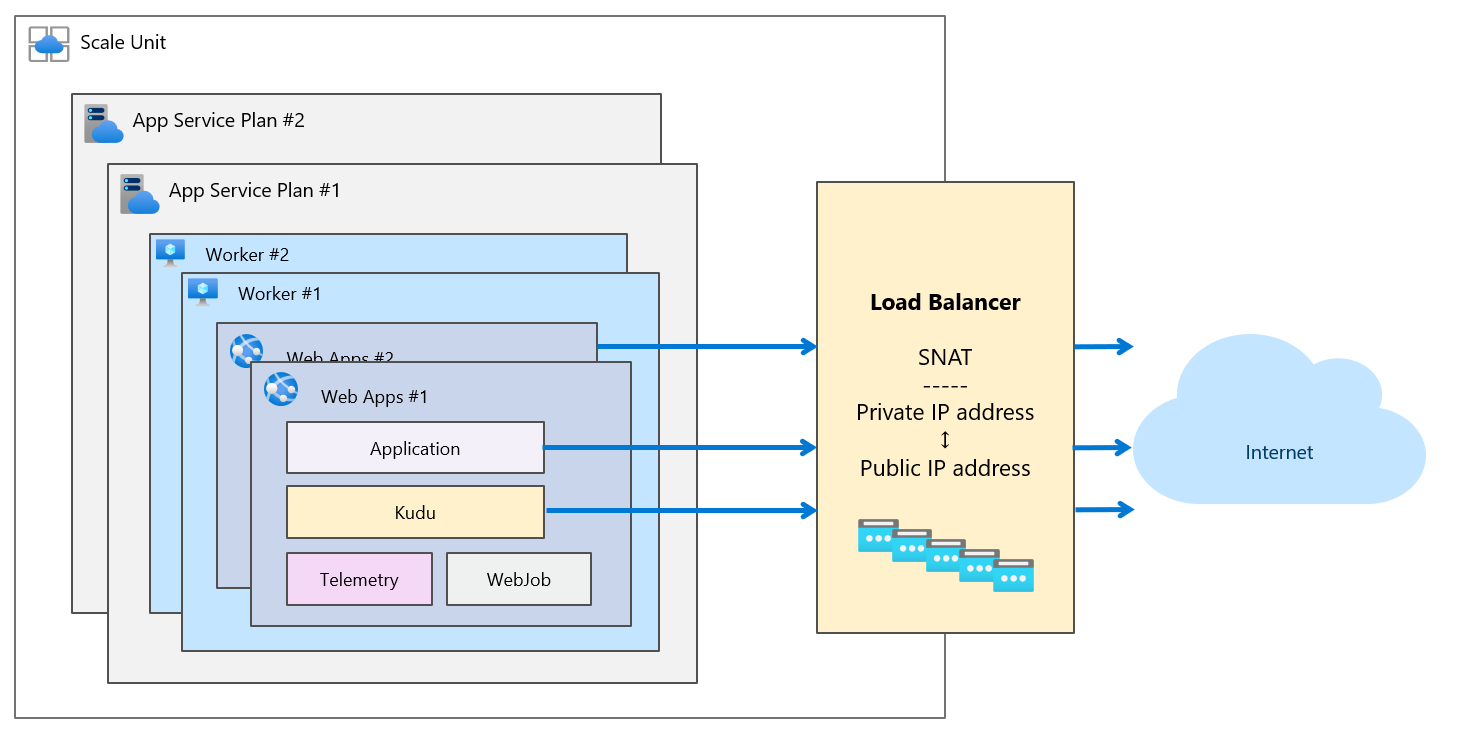 Scale Unit
App Service Plan #2
App Service Plan #1
Worker #2
Worker #1
Web Apps #2
Web Apps #1
Application
Kudu
Telemetry
WebJob
Load Balancer
SNAT
-----
Private IP address
↕
Public IP address
Internet